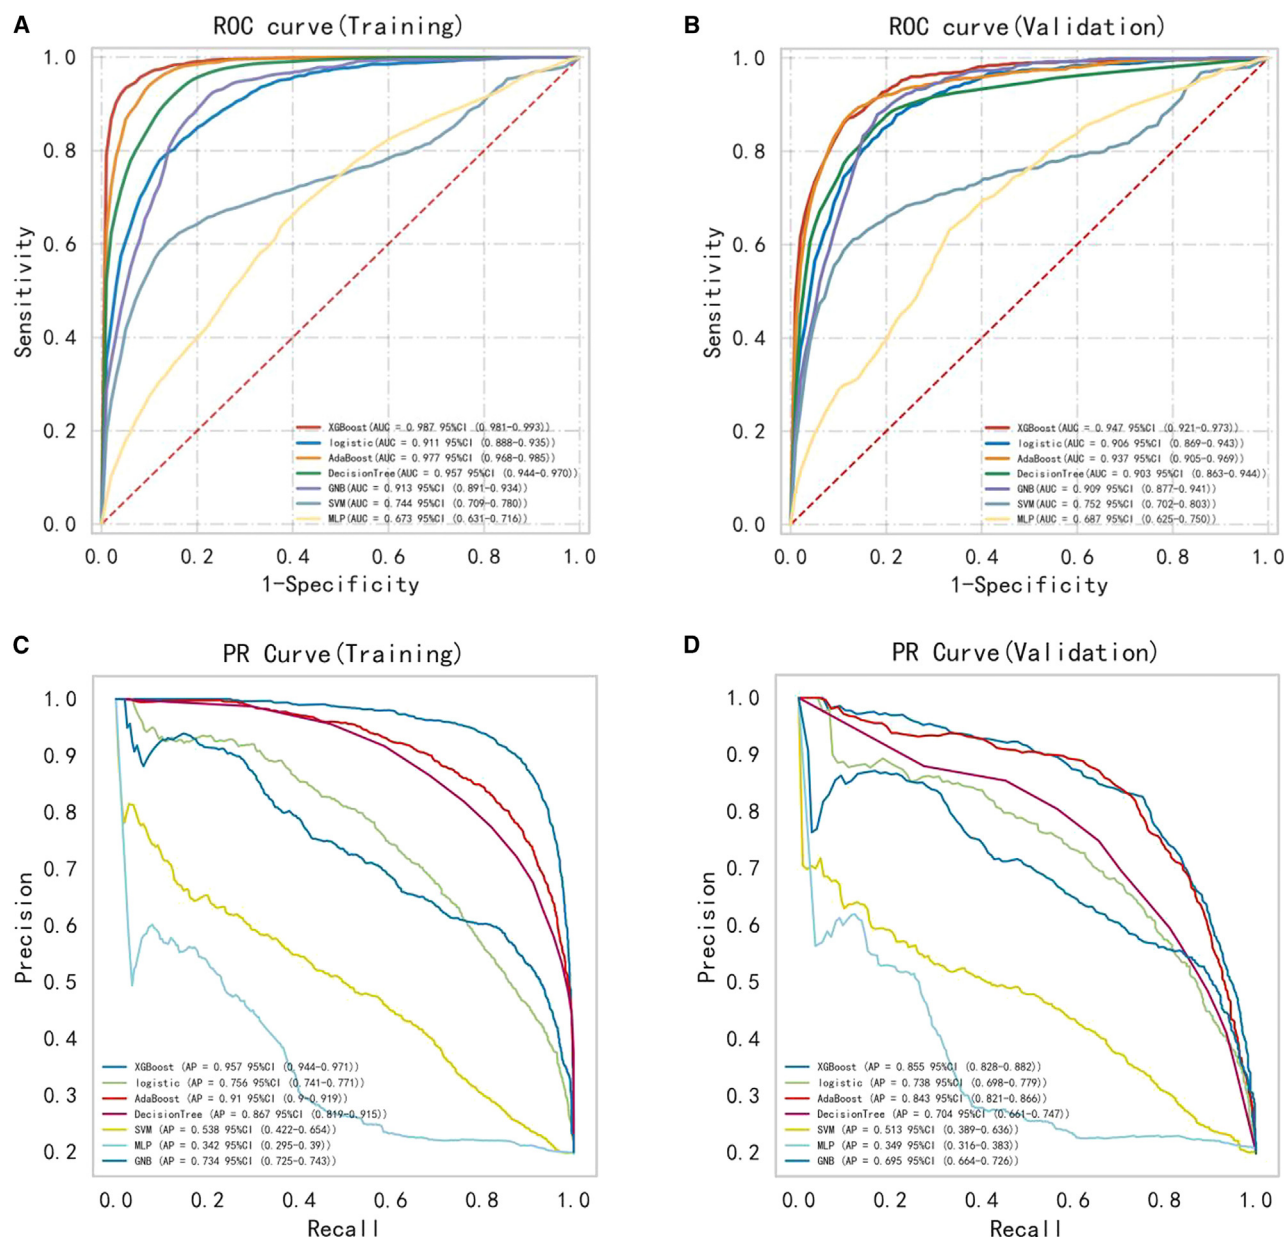 A
ROC curve(Training)
1.0
0.8
0.6
0.4
0.2
0.0
Sensitivity
XGBoost(AUC = 0.987 95%CI (0.981-0.993))
logistic(AUC = 0.911 95%CI (0.888-0.935))
AdaBoost(AUC = 0.977 95%CI (0.968-0.985))
DecisionTree(AUC = 0.957 95%CI (0.944-0.970))
GNB(AUC = 0.913 95%CI (0.891-0.934))
SVM(AUC = 0.744 95%CI (0.709-0.780))
MLP(AUC = 0.673 95%CI (0.631-0.716))
0.0 0.2 0.4 0.6 0.8 1.0
1-Specificity
B
ROC curve(Validation)
1.0
0.8
0.6
0.4
0.2
0.0
Sensitivity
XGBoost(AUC = 0.947 95%CI (0.921-0.973))
logistic(AUC = 0.906 95%CI (0.869-0.943))
AdaBoost(AUC = 0.937 95%CI (0.905-0.969))
DecisionTree(AUC = 0.903 95%CI (0.863-0.944))
GNB(AUC = 0.909 95%CI (0.877-0.941))
SVM(AUC = 0.752 95%CI (0.702-0.803))
MLP(AUC = 0.687 95%CI (0.625-0.750))
0.0 0.2 0.4 0.6 0.8 1.0
1-Specificity
C
PR Curve(Training)
1.0
0.9
0.8
0.7
0.6
0.5
0.4
0.3
0.2
Precision
XGBoost (AP = 0.957 95%CI (0.944-0.971))
logistic (AP = 0.756 95%CI (0.741-0.771))
AdaBoost (AP = 0.91 95%CI (0.9-0.919))
DecisionTree (AP = 0.867 95%CI (0.819-0.915))
SVM (AP = 0.538 95%CI (0.422-0.654))
MLP (AP = 0.342 95%CI (0.295-0.39))
GNB (AP = 0.734 95%CI (0.725-0.743))
0.0 0.2 0.4 0.6 0.8 1.0
Recall
D
PR Curve(Validation)
1.0
0.9
0.8
0.7
0.6
0.5
0.4
0.3
0.2
Precision
XGBoost (AP = 0.855 95%CI (0.828-0.882))
logistic (AP = 0.738 95%CI (0.698-0.779))
AdaBoost (AP = 0.843 95%CI (0.821-0.866))
DecisionTree (AP = 0.704 95%CI (0.661-0.747))
SVM (AP = 0.513 95%CI (0.389-0.636))
MLP (AP = 0.349 95%CI (0.316-0.383))
GNB (AP = 0.695 95%CI (0.664-0.726))
0.0 0.2 0.4 0.6 0.8 1.0
Recall